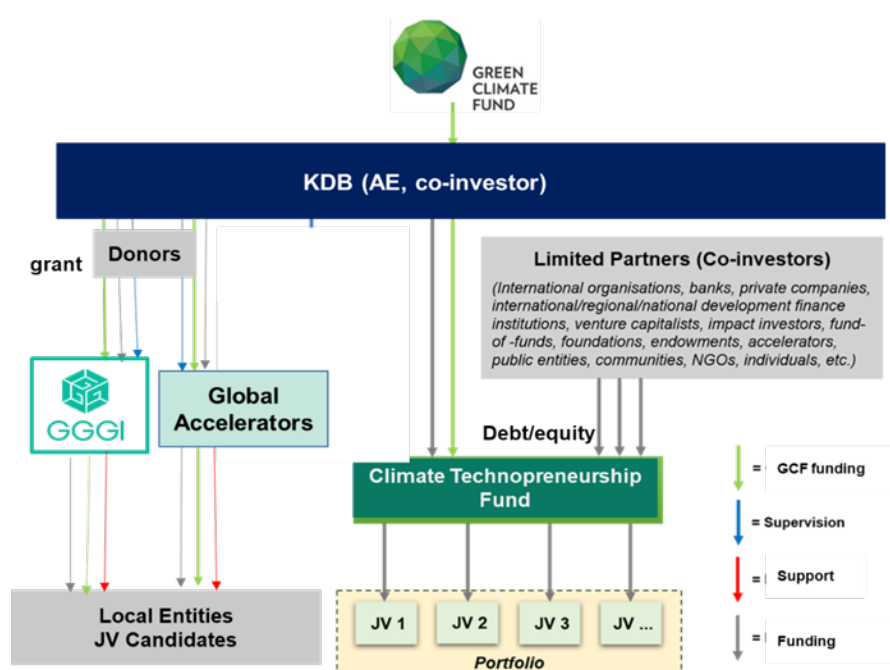 GREEN
CLIMATE
FUND
KDB (AE, co-investor)
grant
Donors
Limited Partners (Co-investors)
(International organisations, banks, private companies,
international/regional/national development finance
institutions, venture capitalists, impact investors, fund-
of -funds, foundations, endowments, accelerators,
public entities, communities, NGOs, individuals, etc.)
GGGI
Global
Accelerators
Debt/equity
Climate Technopreneurship
Fund
= GCF funding
= Supervision
= Support
= Funding
Local Entities
JV Candidates
JV 1
JV 2
JV 3
JV ...
Portfolio